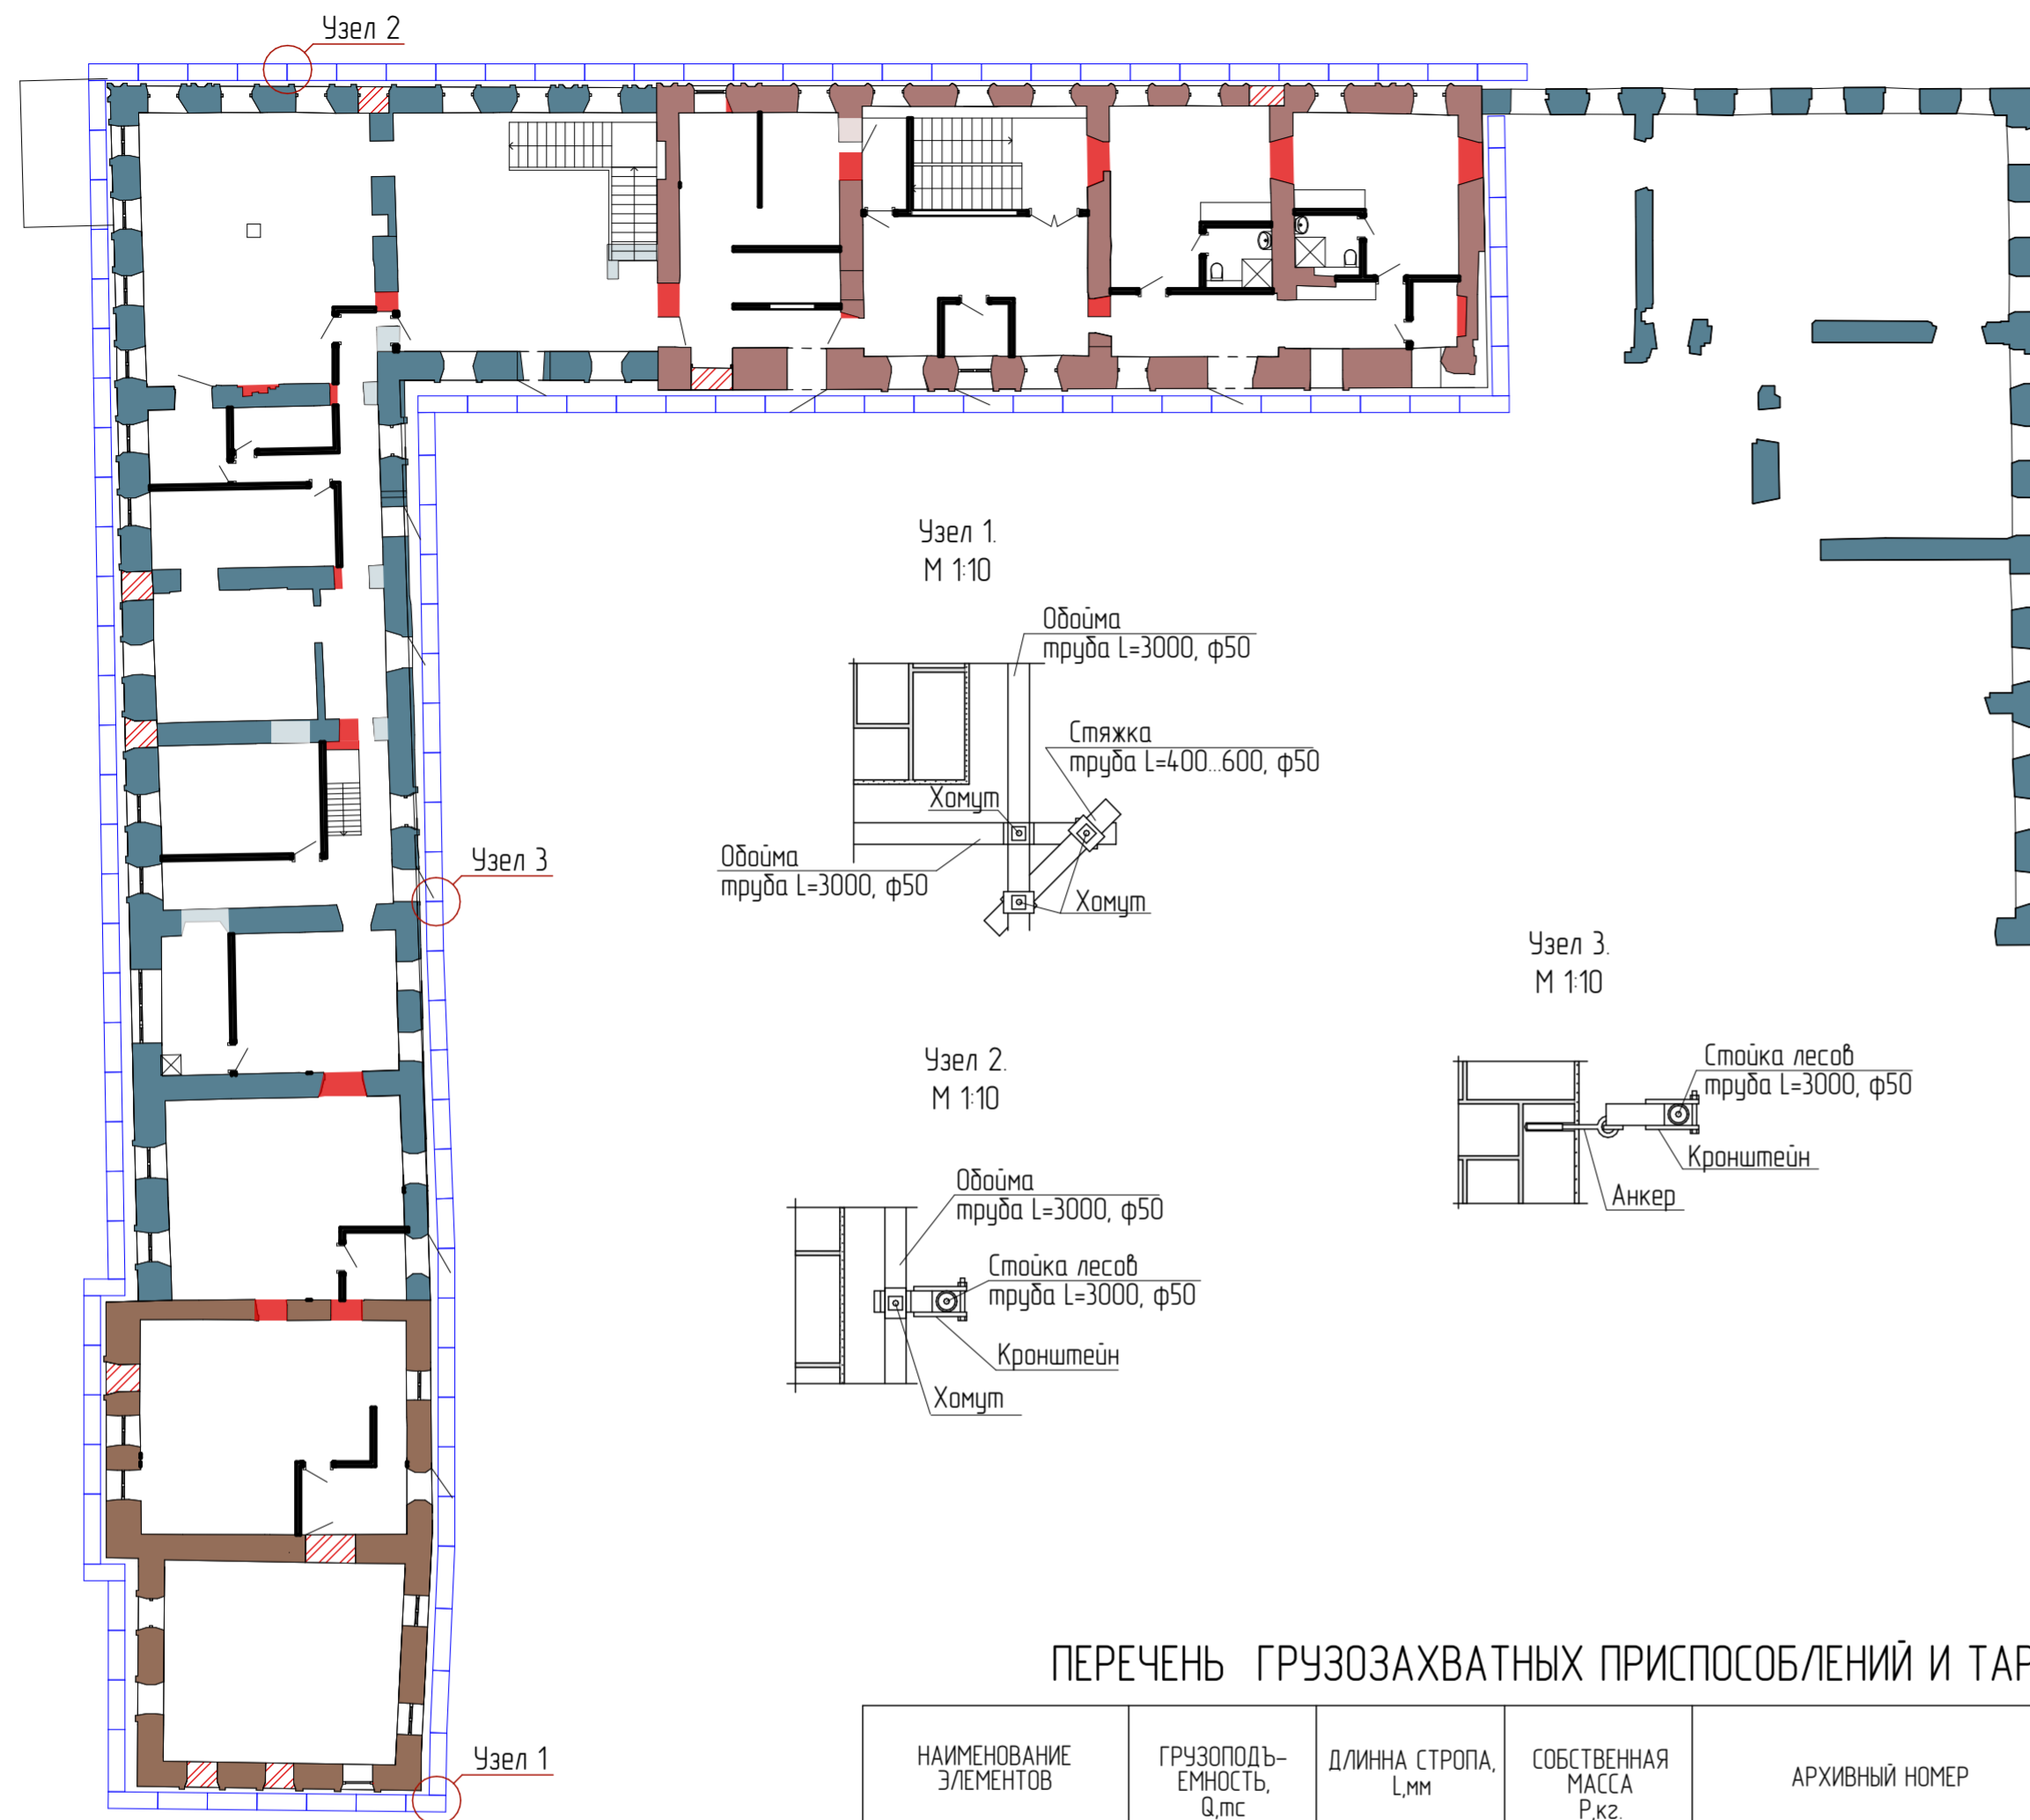 Узел 2
Узел 1.
М 1:10
Обойма
труба L=3000, ф50
Стяжка
труба L=400...600, ф50
Хомут
Обойма
труба L=3000, ф50
Хомут
Узел 3
Узел 3.
М 1:10
Стойка лесов
труба L=3000, ф50
Кронштейн
Анкер
Узел 2.
М 1:10
Обойма
труба L=3000, ф50
Стойка лесов
труба L=3000, ф50
Кронштейн
Хомут
Узел 1
ПЕРЕЧЕНЬ ГРУЗОЗАХВАТНЫХ ПРИСПОСОБЛЕНИЙ И ТАР
НАИМЕНОВАНИЕ
ЭЛЕМЕНТОВ
ГРУЗОПОДЪ-
ЕМНОСТЬ,
Q,тс
ДЛИННА СТРОПА,
L,мм
СОБСТВЕННАЯ
МАССА
Р,кг.
АРХИВНЫЙ НОМЕР